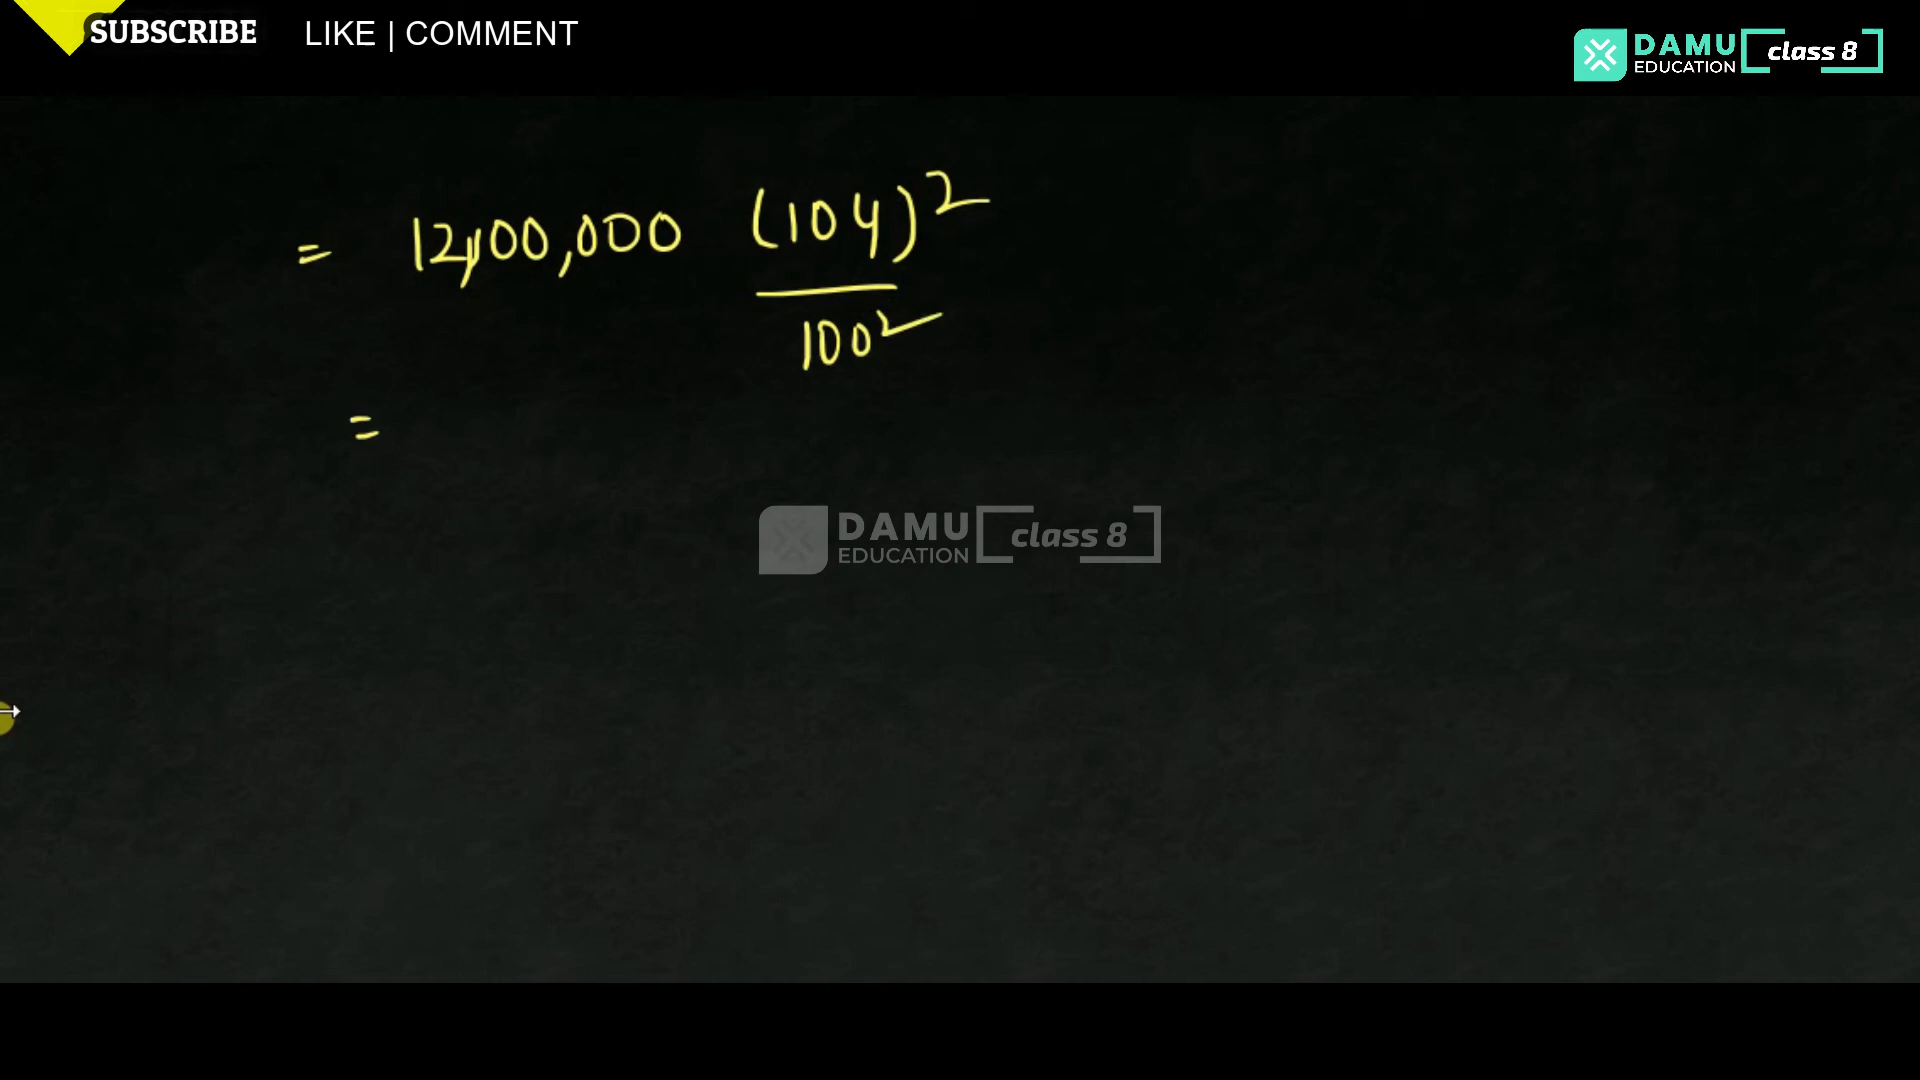 SUBSCRIBE LIKE | COMMENT
DAMU EDUCATION class 8
= 12,00,000 (104)²
100²
=
DAMU EDUCATION class 8